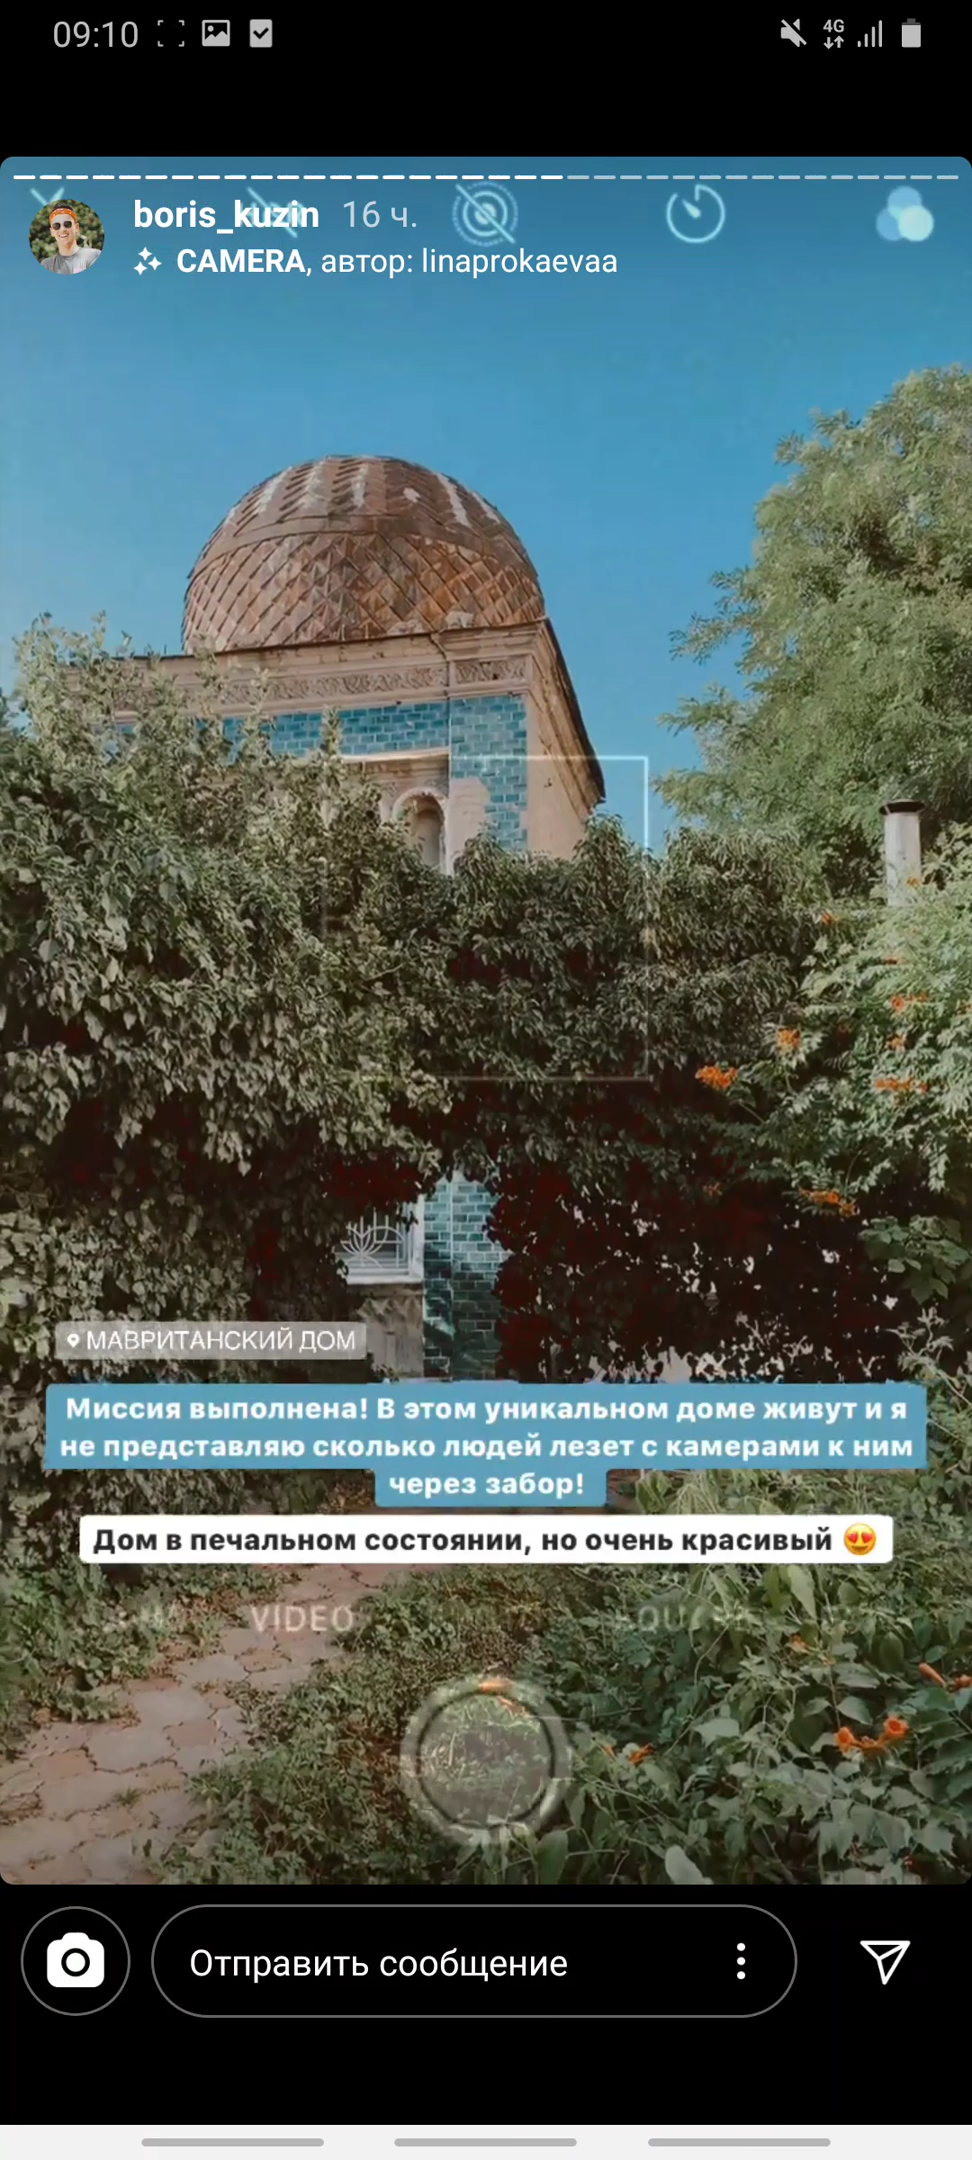 09:10
4G
boris_kuzin 16 ч.
CAMERA, автор: linaprokaevaa
МАВРИТАНСКИЙ ДОМ
Миссия выполнена! В этом уникальном доме живут и я
не представляю сколько людей лезет с камерами к ним
через забор!
Дом в печальном состоянии, но очень красивый 😍
VIDEO
Отправить сообщение